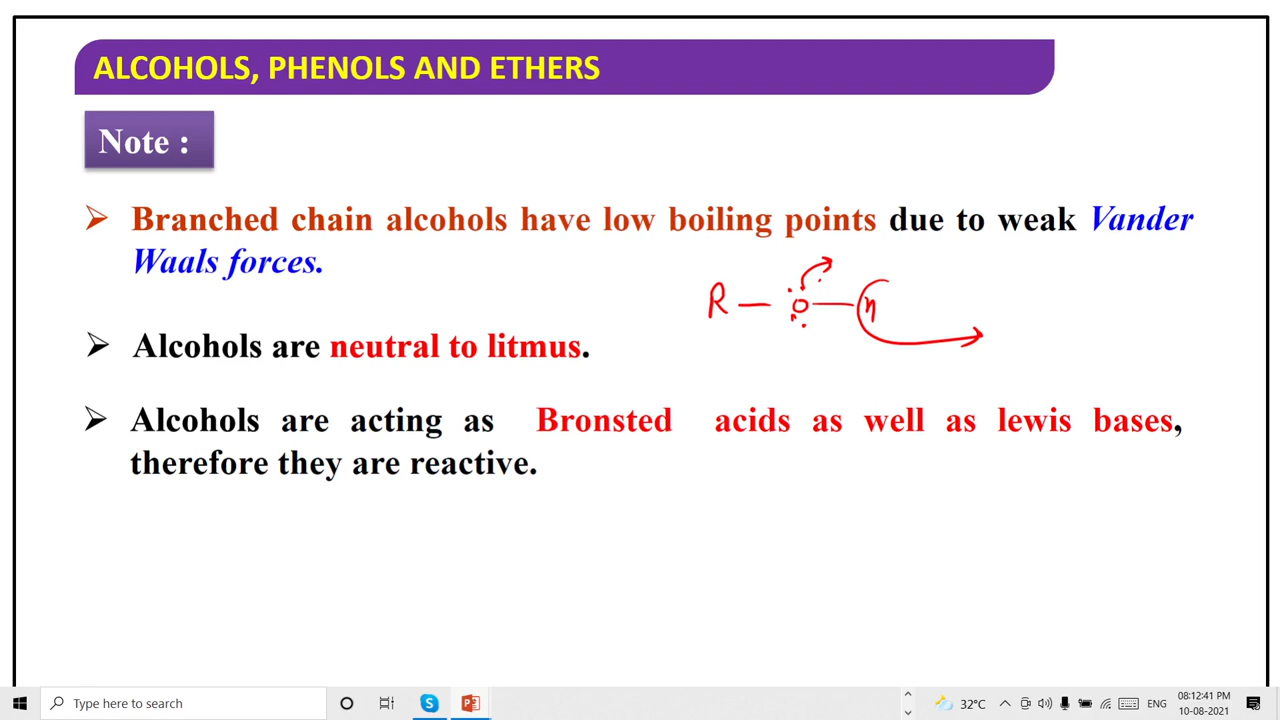 ALCOHOLS, PHENOLS AND ETHERS
Note :
Branched chain alcohols have low boiling points due to weak Vander
Waals forces.
R — O — H
Alcohols are neutral to litmus.
Alcohols are acting as Bronsted acids as well as lewis bases,
therefore they are reactive.
Type here to search
32°C
ENG
08:12:41 PM
10-08-2021